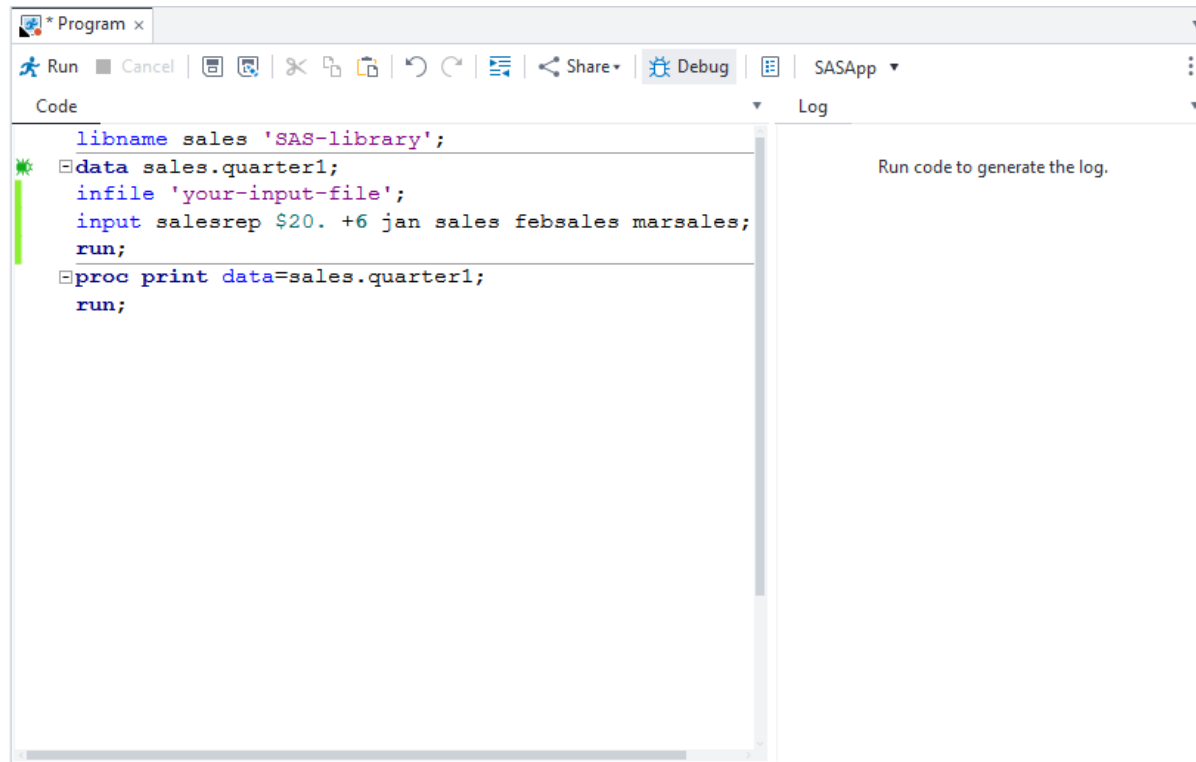 * Program ×
Run Cancel Share Debug SASApp
Code
Log
libname sales 'SAS-library';
data sales.quarter1;
infile 'your-input-file';
input salesrep $20. +6 jan sales febsales marsales;
run;
proc print data=sales.quarter1;
run;
Run code to generate the log.